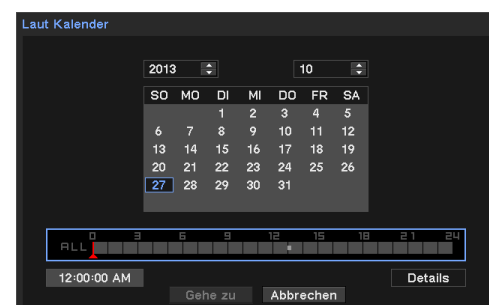 Laut Kalender
2013 10
SO MO DI MI DO FR SA
1 2 3 4 5
6 7 8 9 10 11 12
13 14 15 16 17 18 19
20 21 22 23 24 25 26
27 28 29 30 31
0 3 6 9 12 15 18 21 24
ALL
12:00:00 AM Details
Gehe zu Abbrechen